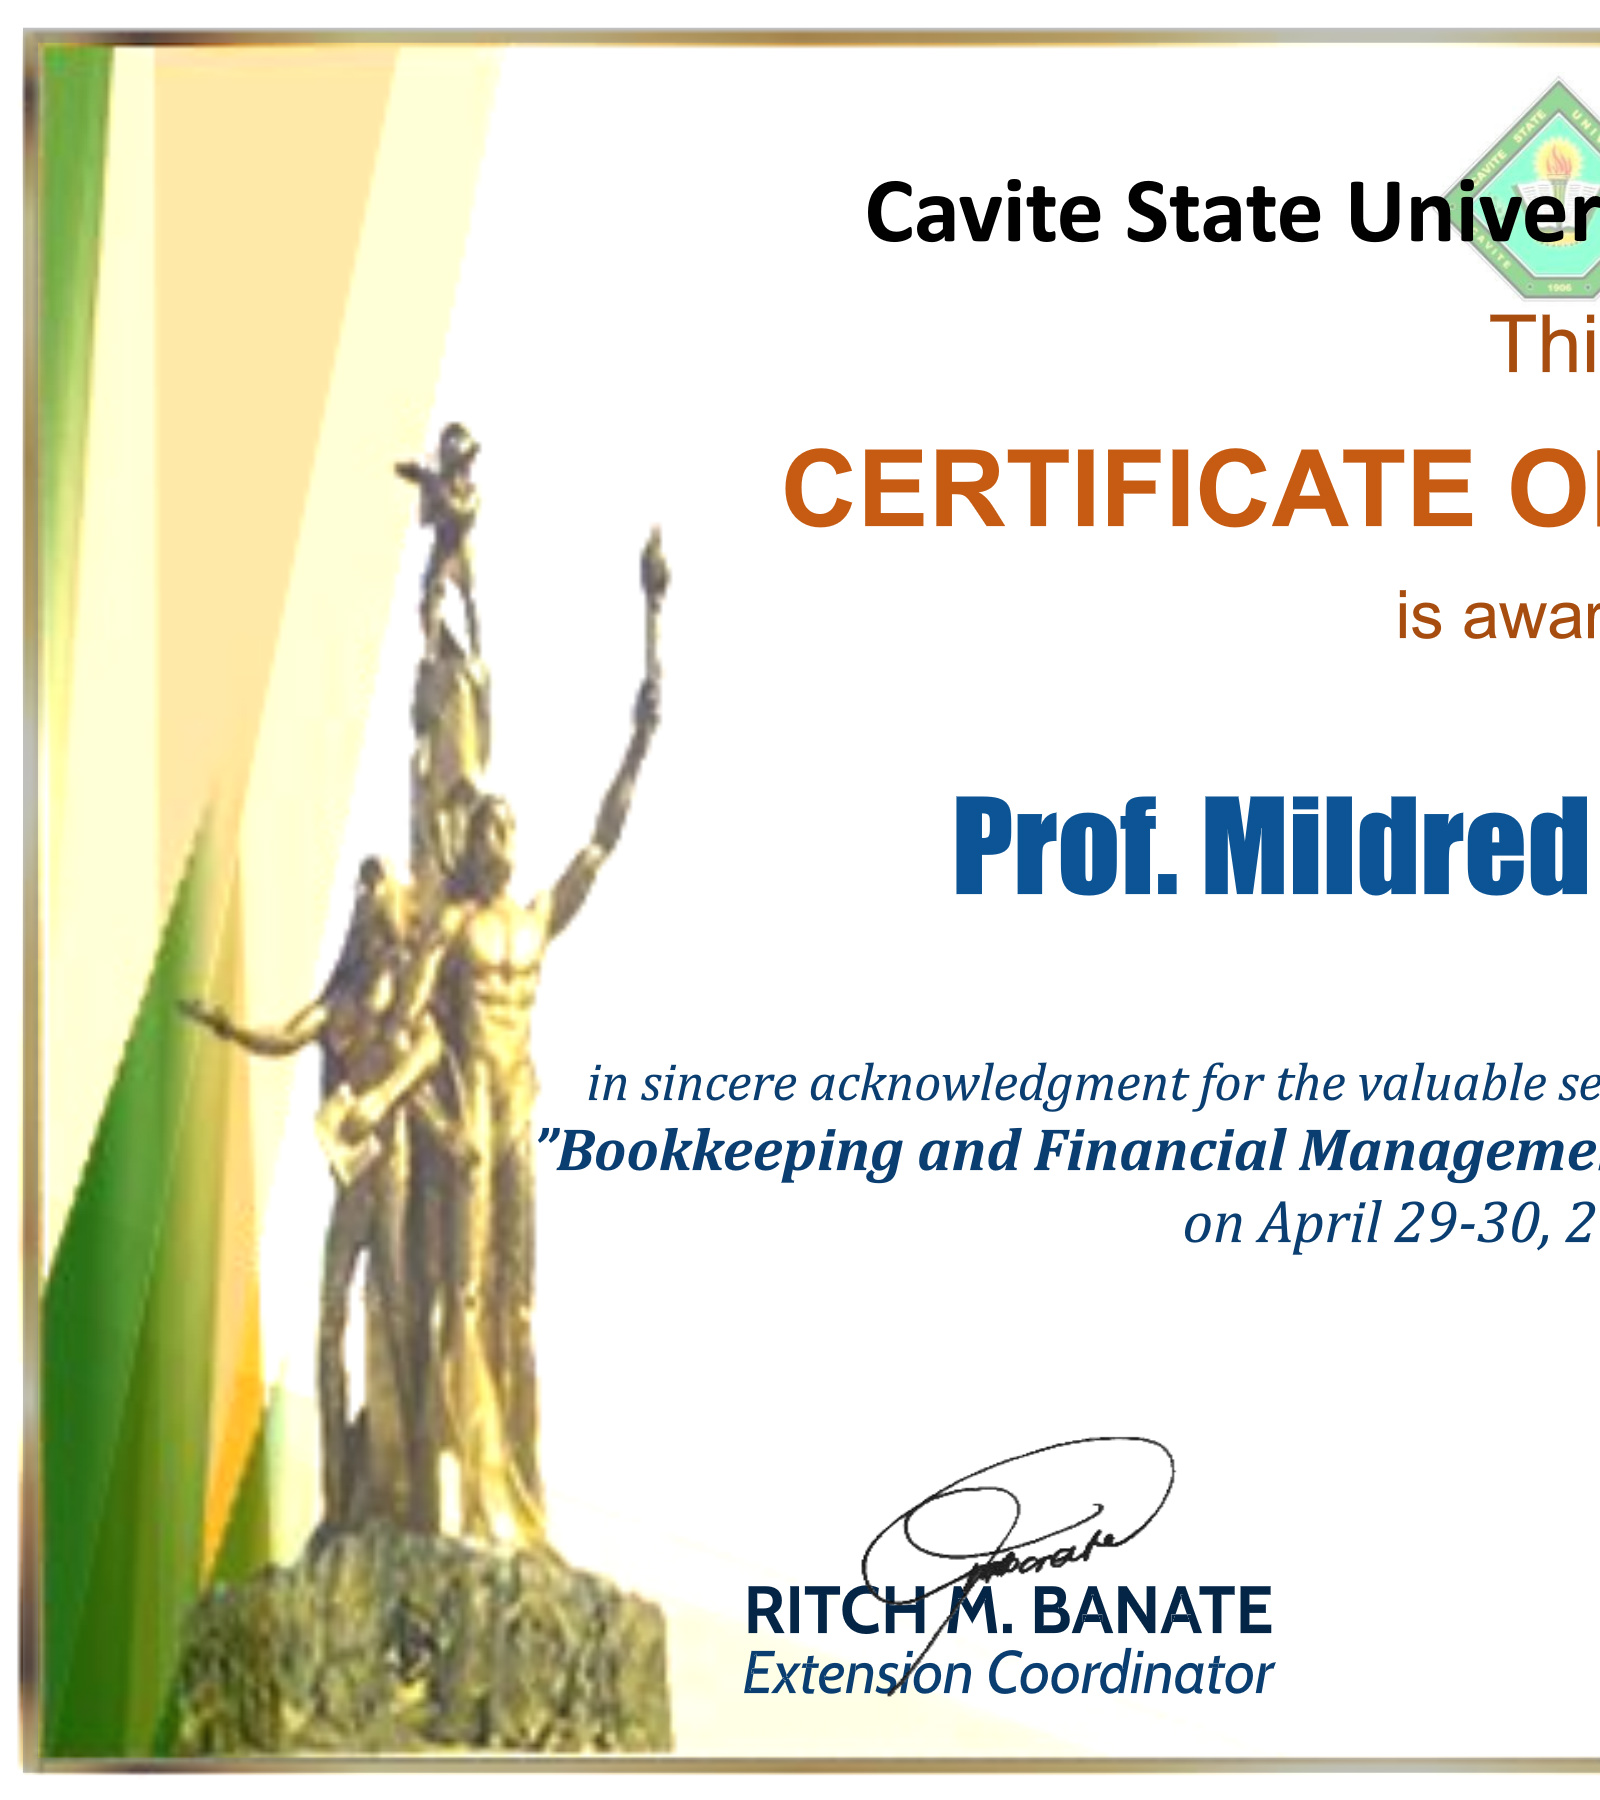 CAVITE STATE UNI
CAVITE
1906
Cavite State Univer
Thi
CERTIFICATE O
is awar
Prof. Mildred
in sincere acknowledgment for the valuable se
”Bookkeeping and Financial Manageme
on April 29-30, 2
RITCH M. BANATE
Extension Coordinator